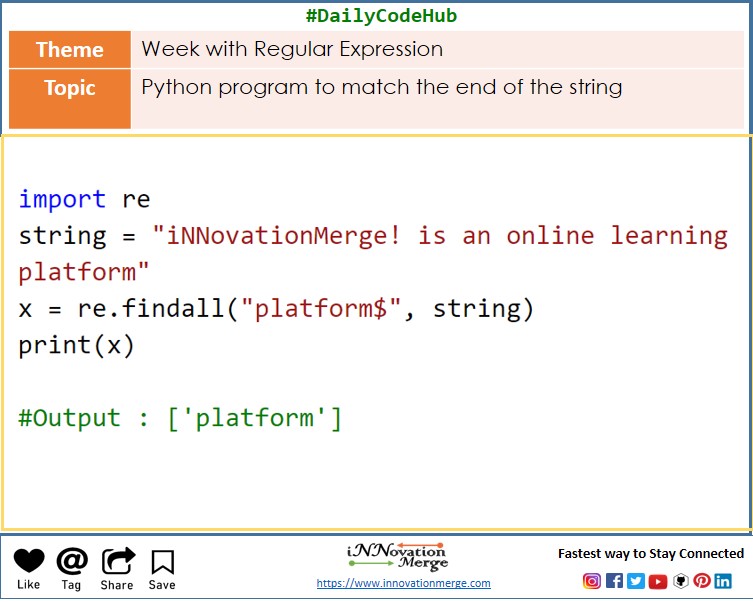 #DailyCodeHub
Theme
Week with Regular Expression
Topic
Python program to match the end of the string
import re
string = "iNNovationMerge! is an online learning
platform"
x = re.findall("platform$", string)
print(x)
#Output : ['platform']
Like
Tag
Share
Save
iNNovation
Merge
https://www.innovationmerge.com
Fastest way to Stay Connected